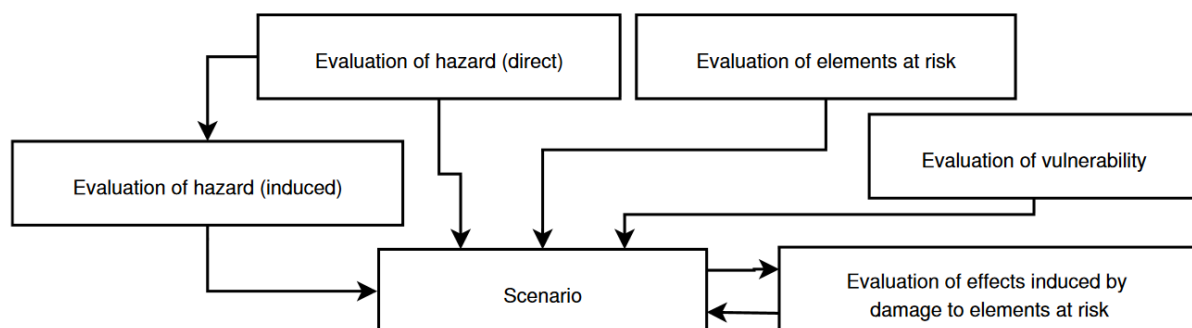 Evaluation of hazard (direct)
Evaluation of elements at risk
Evaluation of vulnerability
Evaluation of hazard (induced)
Scenario
Evaluation of effects induced by
damage to elements at risk